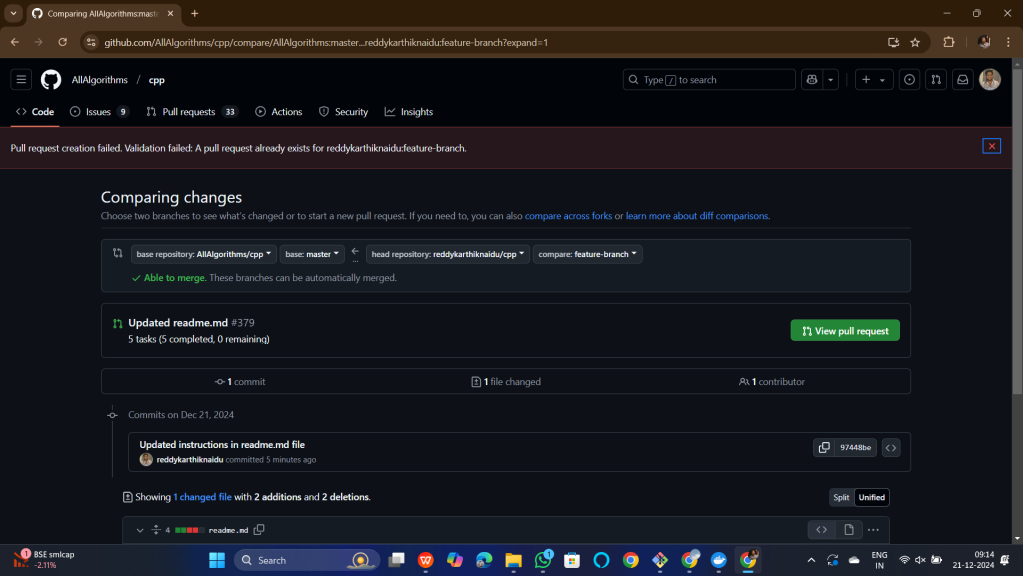 Comparing AllAlgorithms:mast
github.com/AllAlgorithms/cpp/compare/AllAlgorithms:master...reddykarthiknaidu:feature-branch?expand=1
AllAlgorithms / cpp
Type / to search
Code
Issues 9
Pull requests 33
Actions
Security
Insights
Pull request creation failed. Validation failed: A pull request already exists for reddykarthiknaidu:feature-branch.
Comparing changes
Choose two branches to see what's changed or to start a new pull request. If you need to, you can also compare across forks or learn more about diff comparisons.
base repository: AllAlgorithms/cpp
base: master
...
head repository: reddykarthiknaidu/cpp
compare: feature-branch
Able to merge. These branches can be automatically merged.
Updated readme.md #379
5 tasks (5 completed, 0 remaining)
View pull request
1 commit
1 file changed
1 contributor
Commits on Dec 21, 2024
Updated instructions in readme.md file
97448be
reddykarthiknaidu committed 5 minutes ago
Showing 1 changed file with 2 additions and 2 deletions.
Split
Unified
4
readme.md
1
BSE smlcap
-2.11%
Search
1
ENG
IN
09:14
21-12-2024